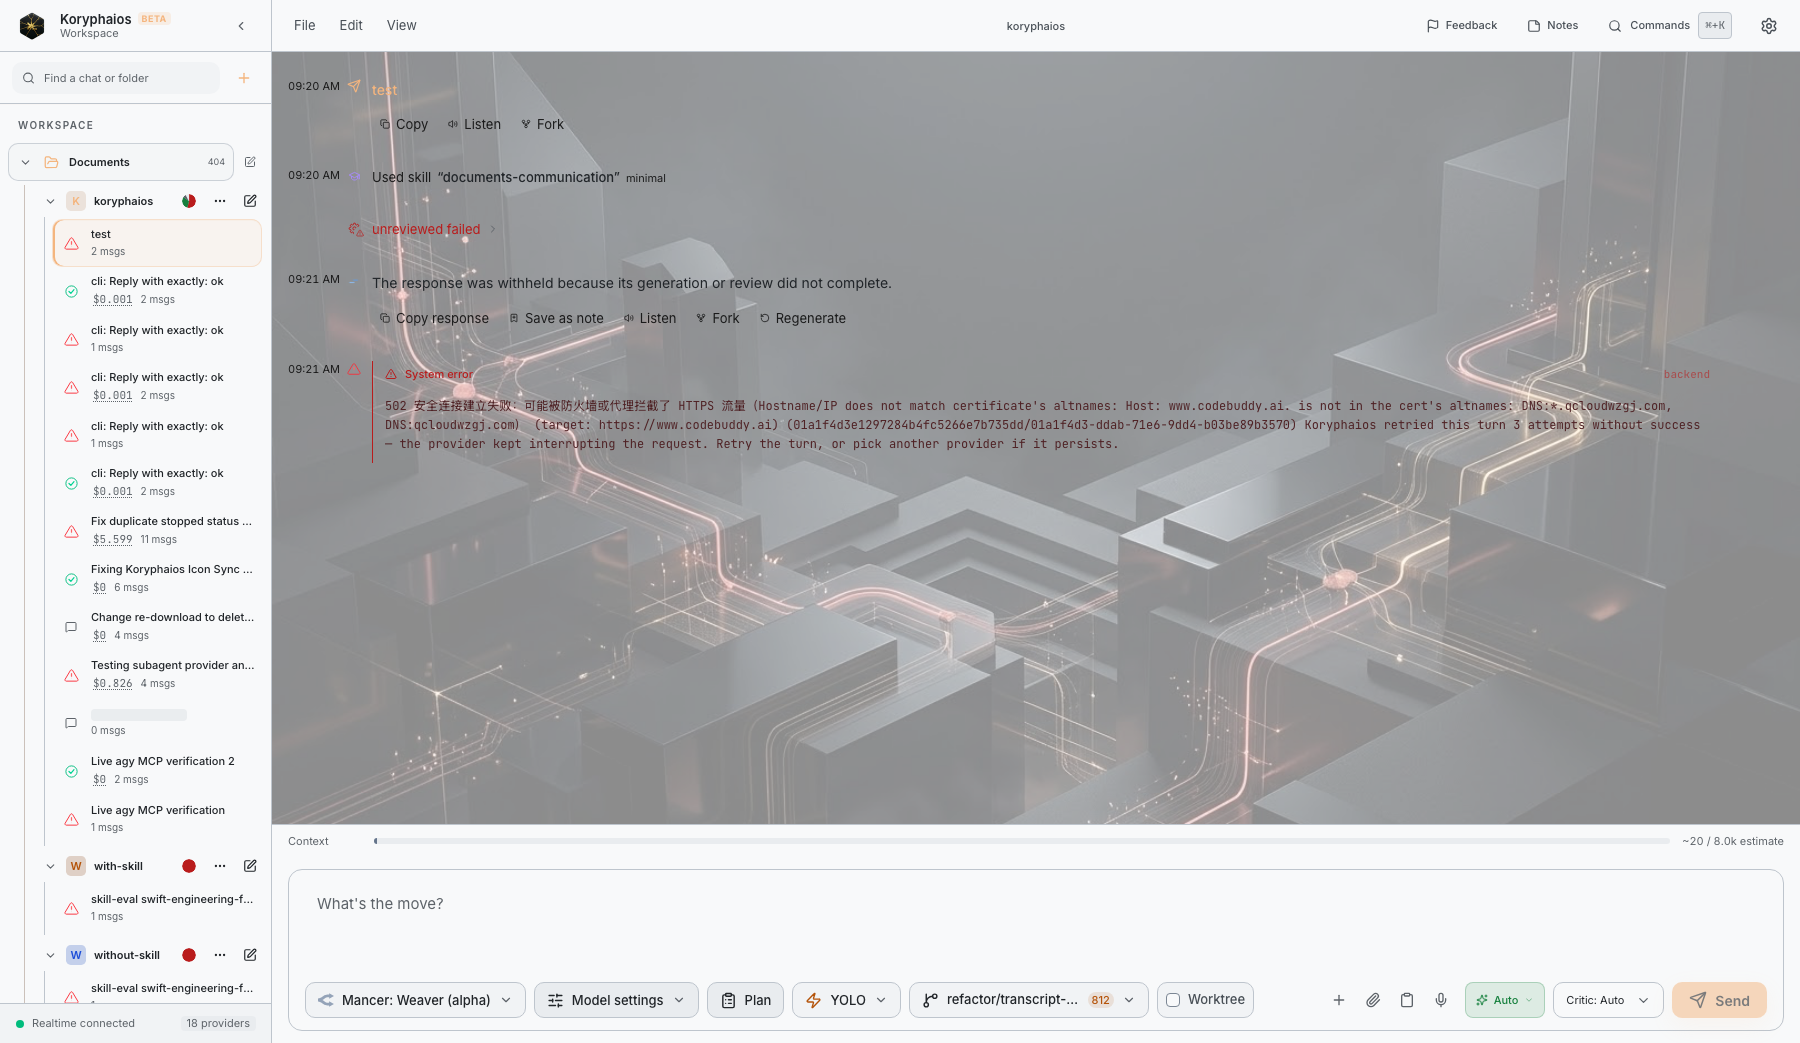 Koryphaios BETA
Workspace
File Edit View
koryphaios
Feedback Notes Commands ⌘+K
Find a chat or folder
WORKSPACE
Documents 404
K koryphaios
test
2 msgs
cli: Reply with exactly: ok
$0.001 2 msgs
cli: Reply with exactly: ok
1 msgs
cli: Reply with exactly: ok
$0.001 2 msgs
cli: Reply with exactly: ok
1 msgs
cli: Reply with exactly: ok
$0.001 2 msgs
Fix duplicate stopped status ...
$5.599 11 msgs
Fixing Koryphaios Icon Sync ...
$0 6 msgs
Change re-download to delet...
$0 4 msgs
Testing subagent provider an...
$0.826 4 msgs
0 msgs
Live agy MCP verification 2
$0 2 msgs
Live agy MCP verification
1 msgs
W with-skill
skill-eval swift-engineering-f...
1 msgs
W without-skill
skill-eval swift-engineering-f...
Realtime connected 18 providers
09:20 AM test
Copy Listen Fork
09:20 AM Used skill “documents-communication” minimal
unreviewed failed
09:21 AM The response was withheld because its generation or review did not complete.
Copy response Save as note Listen Fork Regenerate
09:21 AM System error backend
502 安全连接建立失败：可能被防火墙或代理拦截了 HTTPS 流量 (Hostname/IP does not match certificate's altnames: Host: www.codebuddy.ai. is not in the cert's altnames: DNS:*.qcloudwzgj.com,
DNS:qcloudwzgj.com) (target: https://www.codebuddy.ai) (01a1f4d3e1297284b4fc5266e7b735dd/01a1f4d3-ddab-71e6-9dd4-b03be89b3570) Koryphaios retried this turn 3 attempts without success
— the provider kept interrupting the request. Retry the turn, or pick another provider if it persists.
Context ~20 / 8.0k estimate
What's the move?
Mancer: Weaver (alpha) Model settings Plan YOLO refactor/transcript-... 812 Worktree Auto Critic: Auto Send